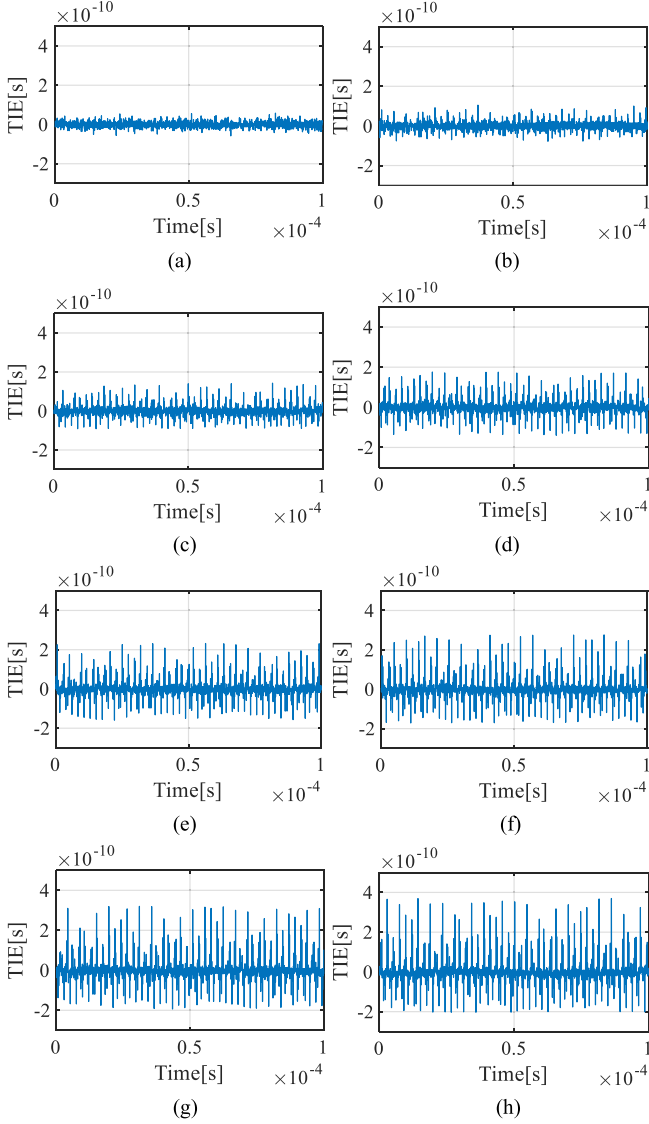 ×10-10 ×10-10
TIE[s] 4 2 0 -2 TIE[s] 4 2 0 -2
0 0.5 1 0 0.5 1
Time[s] ×10-4 Time[s] ×10-4
(a) (b)
×10-10 ×10-10
TIE[s] 4 2 0 -2 TIE[s] 4 2 0 -2
0 0.5 1 0 0.5 1
Time[s] ×10-4 Time[s] ×10-4
(c) (d)
×10-10 ×10-10
TIE[s] 4 2 0 -2 TIE[s] 4 2 0 -2
0 0.5 1 0 0.5 1
Time[s] ×10-4 Time[s] ×10-4
(e) (f)
×10-10 ×10-10
TIE[s] 4 2 0 -2 TIE[s] 4 2 0 -2
0 0.5 1 0 0.5 1
Time[s] ×10-4 Time[s] ×10-4
(g) (h)